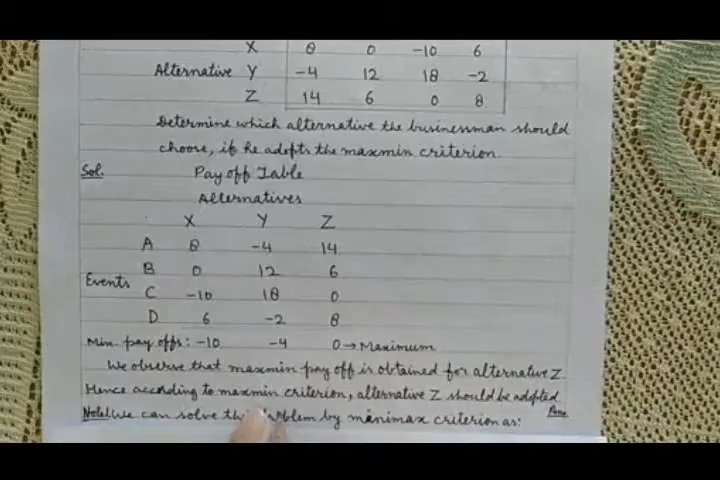 X 8 0 -10 6
Alternative Y -4 12 18 -2
Z 14 6 0 8
Determine which alternative the businessman should
choose, if he adopts the maxmin criterion.
Sol. Pay off Table
Alternatives
X Y Z
A 8 -4 14
B 0 12 6
Events
C -10 18 0
D 6 -2 8
Min. pay offs: -10 -4 0 → Maximum
We observe that maxmin pay off is obtained for alternative Z
Hence according to maxmin criterion, alternative Z should be adopted.
Note: We can solve this problem by minimax criterion as: